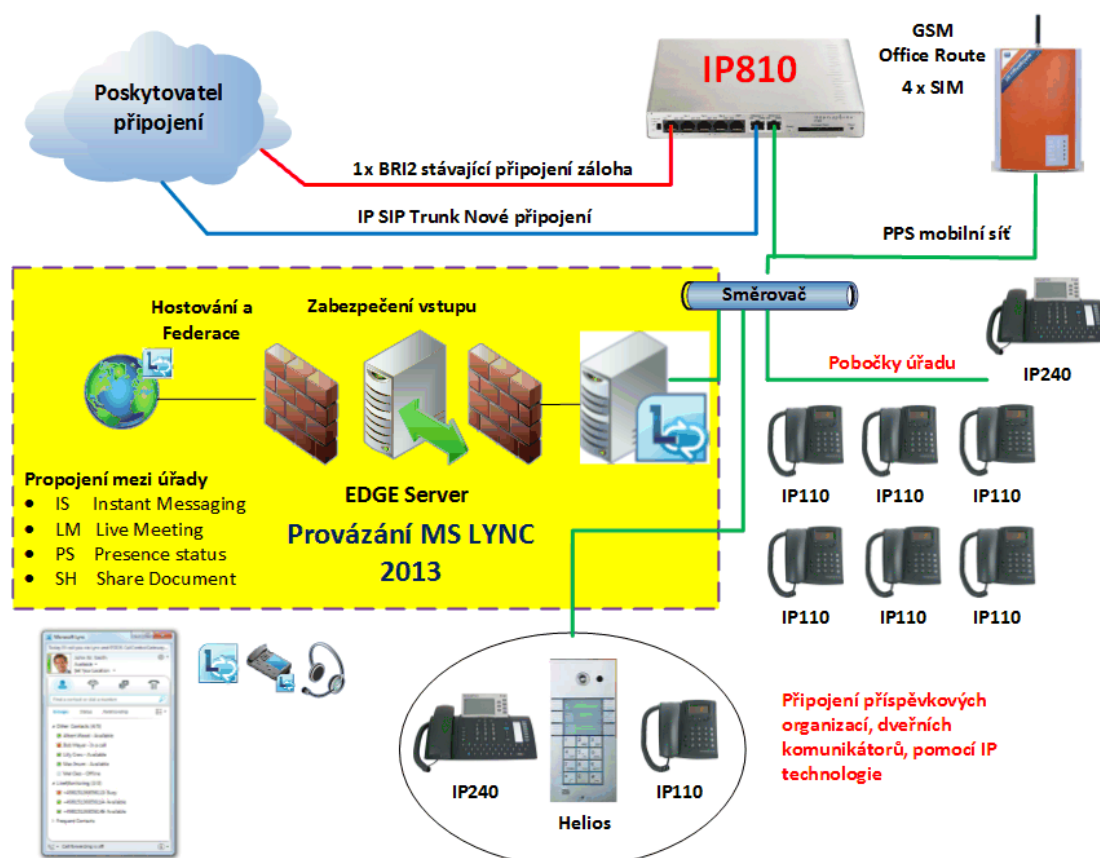 Poskytovatel
připojení
IP810
GSM
Office Route
4 x SIM
1x BRI2 stávající připojení záloha
IP SIP Trunk Nové připojení
PPS mobilní síť
Směrovač
Hostování a
Federace
Zabezpečení vstupu
EDGE Server
Provázání MS LYNC
2013
Propojení mezi úřady
● IS Instant Messaging
● LM Live Meeting
● PS Presence status
● SH Share Document
Pobočky úřadu
IP240
IP110
IP110
IP110
IP110
IP110
IP110
Microsoft Lync
IP240
Helios
IP110
Připojení příspěvkových
organizací, dveřních
komunikátorů, pomocí IP
technologie